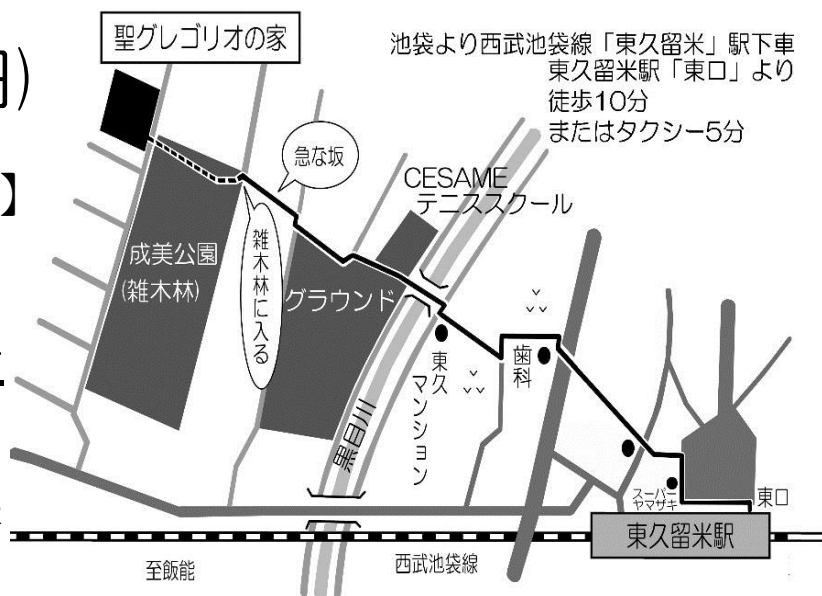 円)
】
聖グレゴリオの家
池袋より西武池袋線「東久留米」駅下車
東久留米駅「東口」より
徒歩10分
またはタクシー5分
急な坂
CESAME
テニススクール
成美公園
(雑木林)
雑木林に入る
グラウンド
黒目川
東久
マンション
歯科
スーパー
ヤマザキ
東口
東久留米駅
至飯能
西武池袋線